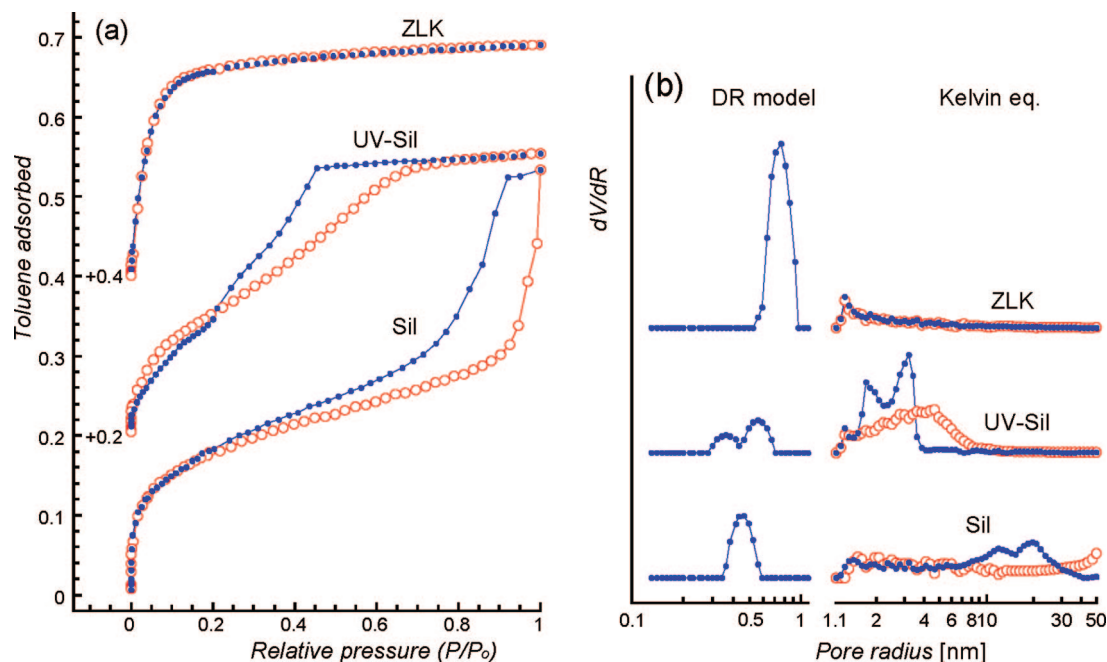 (a)
ZLK
UV-Sil
Sil
Toluene adsorbed
0.7
0.6
0.5
0.4
0.3
0.2
0.1
0
+0.4
+0.2
0 0.2 0.4 0.6 0.8 1
Relative pressure (P/Po)
(b)
DR model Kelvin eq.
dV/dR
ZLK
UV-Sil
Sil
0.1 1 1.1 2 4 6 8 10 30 50
Pore radius [nm]